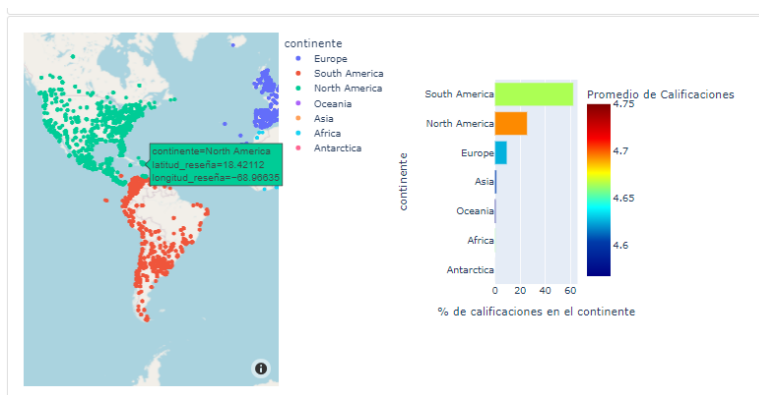 continente
Europe
South America
North America
Oceania
Asia
Africa
Antarctica
continente=North America
latitud_reseña=18.42112
longitud_reseña=−68.96635
continente
South America
North America
Europe
Asia
Oceania
Africa
Antarctica
0 20 40 60
% de calificaciones en el continente
Promedio de Calificaciones
4.75
4.7
4.65
4.6